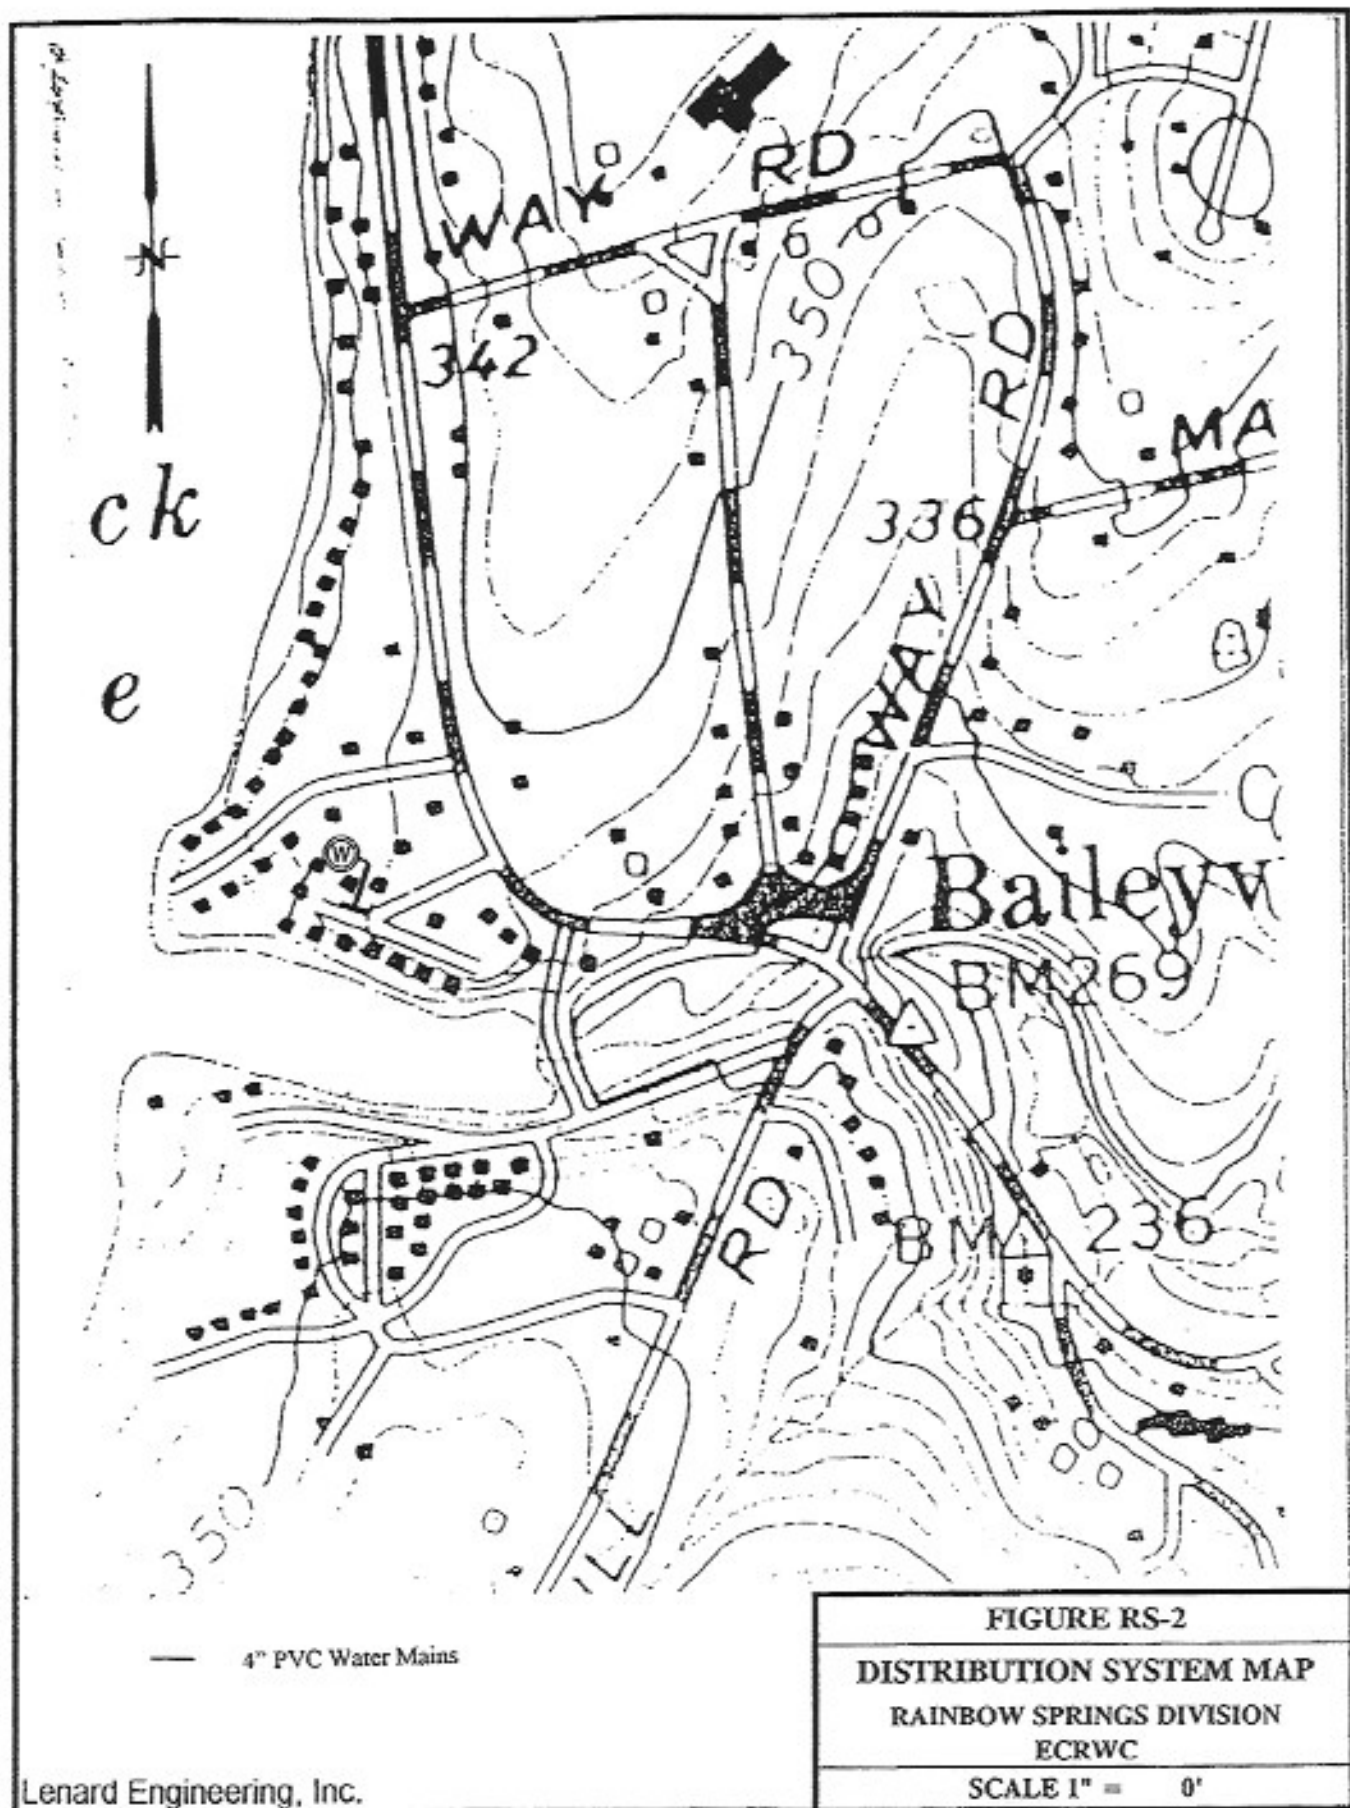 N
WAY RD
350
342
RD
MA
ck
336
e
WAY
W
Baileyv
BM269
RD
BM 236
350
ILL
4" PVC Water Mains
FIGURE RS-2
DISTRIBUTION SYSTEM MAP
RAINBOW SPRINGS DIVISION
ECRWC
SCALE 1" = 0'
Lenard Engineering, Inc.